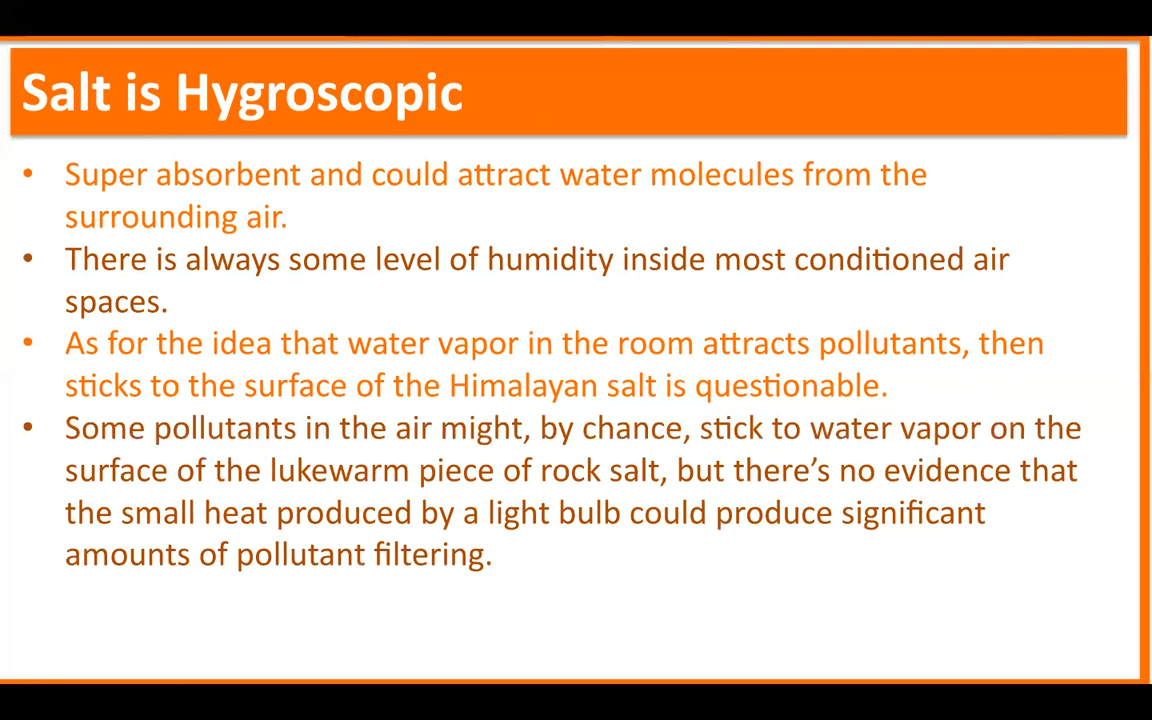 Salt is Hygroscopic
• Super absorbent and could attract water molecules from the
surrounding air.
• There is always some level of humidity inside most conditioned air
spaces.
• As for the idea that water vapor in the room attracts pollutants, then
sticks to the surface of the Himalayan salt is questionable.
• Some pollutants in the air might, by chance, stick to water vapor on the
surface of the lukewarm piece of rock salt, but there’s no evidence that
the small heat produced by a light bulb could produce significant
amounts of pollutant filtering.